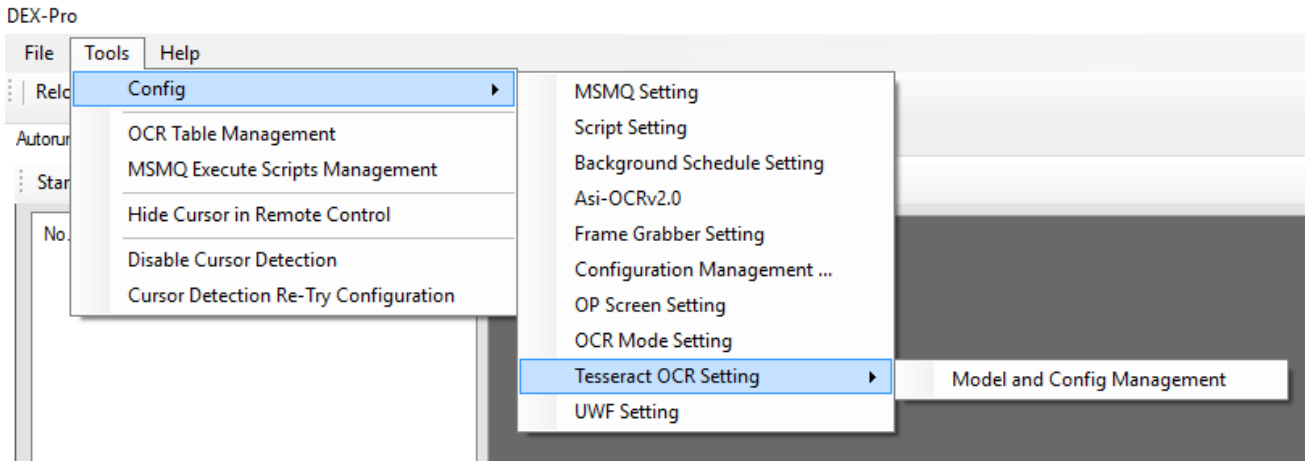 DEX-Pro
File Tools Help
Relo
Autorun
Star
No.
Config
OCR Table Management
MSMQ Execute Scripts Management
Hide Cursor in Remote Control
Disable Cursor Detection
Cursor Detection Re-Try Configuration
MSMQ Setting
Script Setting
Background Schedule Setting
Asi-OCRv2.0
Frame Grabber Setting
Configuration Management ...
OP Screen Setting
OCR Mode Setting
Tesseract OCR Setting
UWF Setting
Model and Config Management